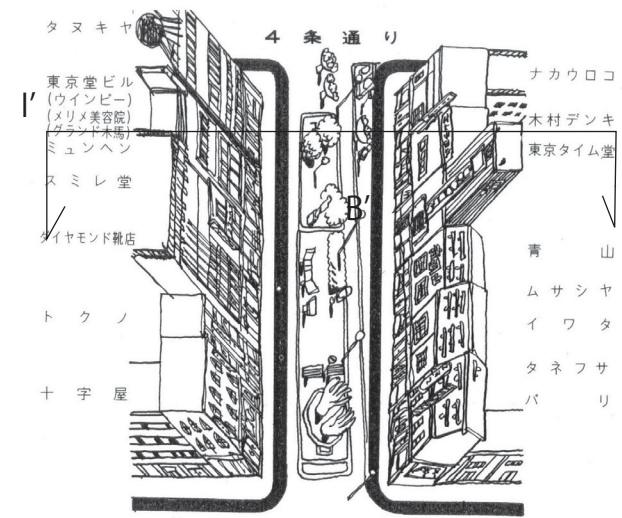 4条通り
タヌキヤ
東京堂ビル
(ウインピー)
(メリメ美容院)
(グランド木馬)
ミュンヘン
スミレ堂
ダイヤモンド靴店
トクノ
十字屋
I′
B′
ナカウロコ
木村デンキ
東京タイム堂
青山
ムサシヤ
イワタ
タネフサ
パリ